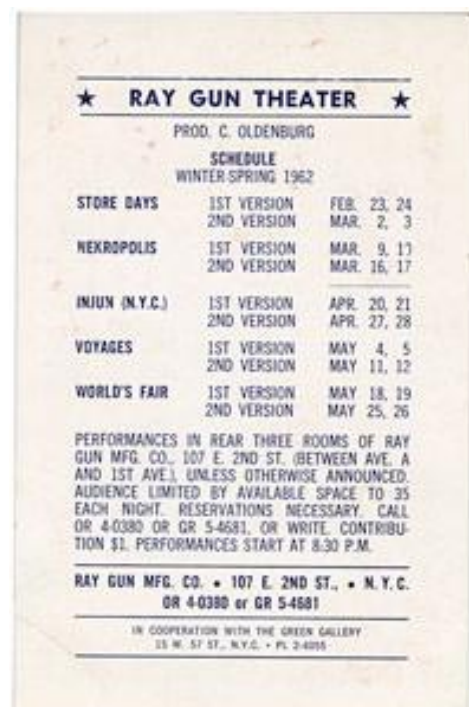 ★ RAY GUN THEATER ★
PROD. C. OLDENBURG
SCHEDULE
WINTER-SPRING 1962
STORE DAYS 1ST VERSION FEB. 23, 24
2ND VERSION MAR. 2, 3
NEKROPOLIS 1ST VERSION MAR. 9, 17
2ND VERSION MAR. 16, 17
INJUN (N.Y.C.) 1ST VERSION APR. 20, 21
2ND VERSION APR. 27, 28
VOYAGES 1ST VERSION MAY 4, 5
2ND VERSION MAY 11, 12
WORLD'S FAIR 1ST VERSION MAY 18, 19
2ND VERSION MAY 25, 26
PERFORMANCES IN REAR THREE ROOMS OF RAY
GUN MFG. CO., 107 E. 2ND ST. (BETWEEN AVE. A
AND 1ST AVE.), UNLESS OTHERWISE ANNOUNCED.
AUDIENCE LIMITED BY AVAILABLE SPACE TO 35
EACH NIGHT. RESERVATIONS NECESSARY. CALL
OR 4-0380 OR GR 5-4681, OR WRITE. CONTRIBU-
TION $1. PERFORMANCES START AT 8:30 P.M.
RAY GUN MFG. CO. • 107 E. 2ND ST., • N.Y.C.
OR 4-0380 or GR 5-4681
IN COOPERATION WITH THE GREEN GALLERY
15 W. 57 ST., N.Y.C. • PL 2-4055